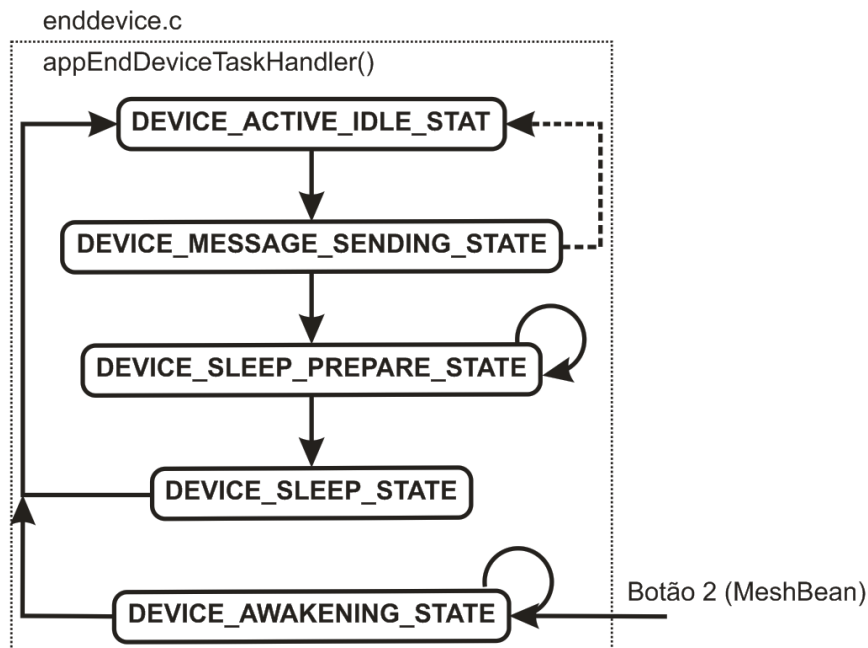 enddevice.c
appEndDeviceTaskHandler()
DEVICE_ACTIVE_IDLE_STAT
DEVICE_MESSAGE_SENDING_STATE
DEVICE_SLEEP_PREPARE_STATE
DEVICE_SLEEP_STATE
Botão 2 (MeshBean)
DEVICE_AWAKENING_STATE